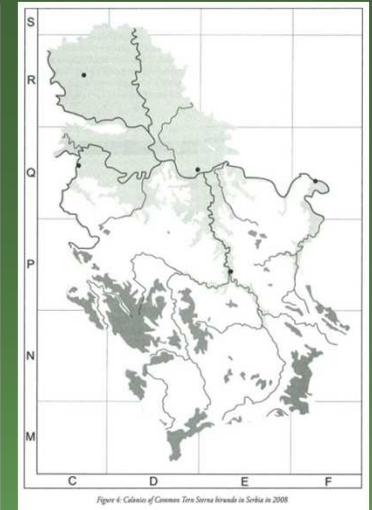 S
R
Q
P
N
M
C D E F
Figure 4: Colonies of Common Tern Sterna hirundo in Serbia in 2008